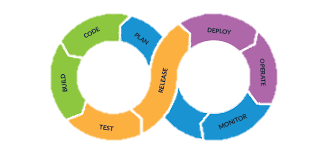 CODE
PLAN
BUILD
TEST
RELEASE
DEPLOY
OPERATE
MONITOR